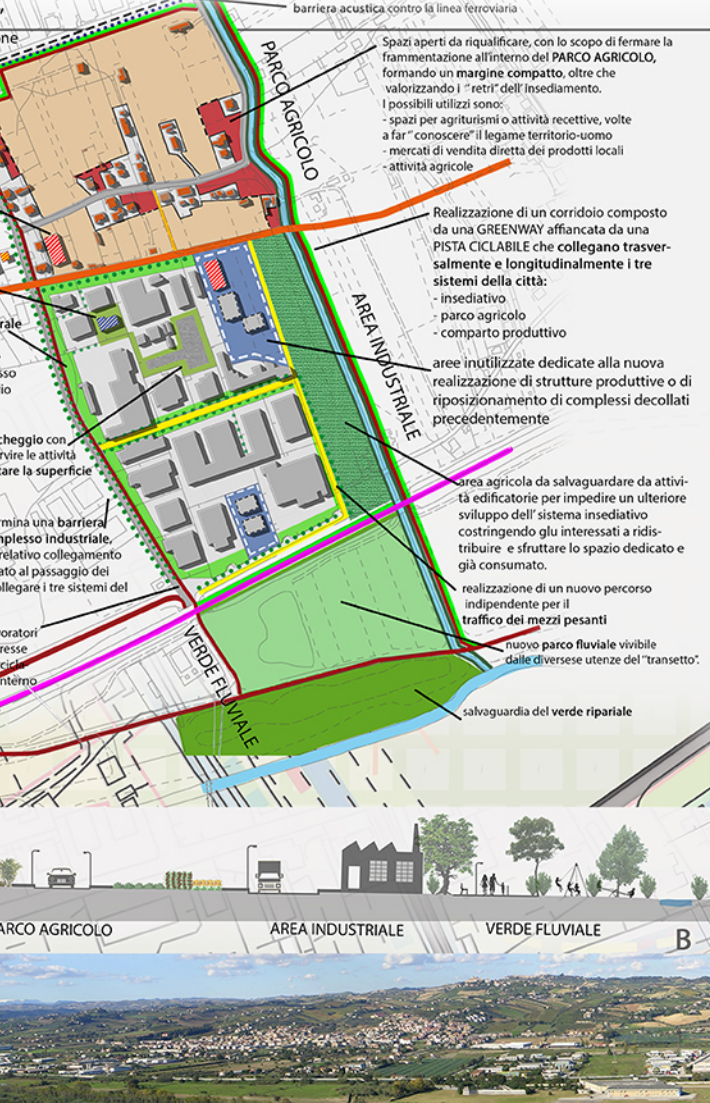 barriera acustica contro la linea ferroviaria
one
Spazi aperti da riqualificare, con lo scopo di fermare la
frammentazione all'interno del PARCO AGRICOLO,
formando un margine compatto, oltre che
valorizzando i "retri" dell' insediamento.
I possibili utilizzi sono:
- spazi per agriturismi o attività recettive, volte
a far" conoscere" il legame territorio-uomo
- mercati di vendita diretta dei prodotti locali
- attività agricole
PARCO AGRICOLO
Realizzazione di un corridoio composto
da una GREENWAY affiancata da una
PISTA CICLABILE che collegano trasver-
salmente e longitudinalmente i tre
sistemi della città:
- insediativo
- parco agricolo
- comparto produttivo
AREA INDUSTRIALE
rale
sso
io
aree inutilizzate dedicate alla nuova
realizzazione di strutture produttive o di
riposizionamento di complessi decollati
precedentemente
cheggio con
rvire le attività
tare la superficie
area agricola da salvaguardare da attivi-
tà edificatorie per impedire un ulteriore
sviluppo dell' sistema insediativo
costringendo glu interessati a ridis-
tribuire e sfruttare lo spazio dedicato e
già consumato.
rmina una barriera
mplesso industriale,
relativo collegamento
ato al passaggio dei
ollegare i tre sistemi del
realizzazione di un nuovo percorso
indipendente per il
traffico dei mezzi pesanti
voratori
resse
cicla-
nterno
nuovo parco fluviale vivibile
dalle diversese utenze del "transetto".
VERDE FLUVIALE
salvaguardia del verde ripariale
ARCO AGRICOLO
AREA INDUSTRIALE
VERDE FLUVIALE
B